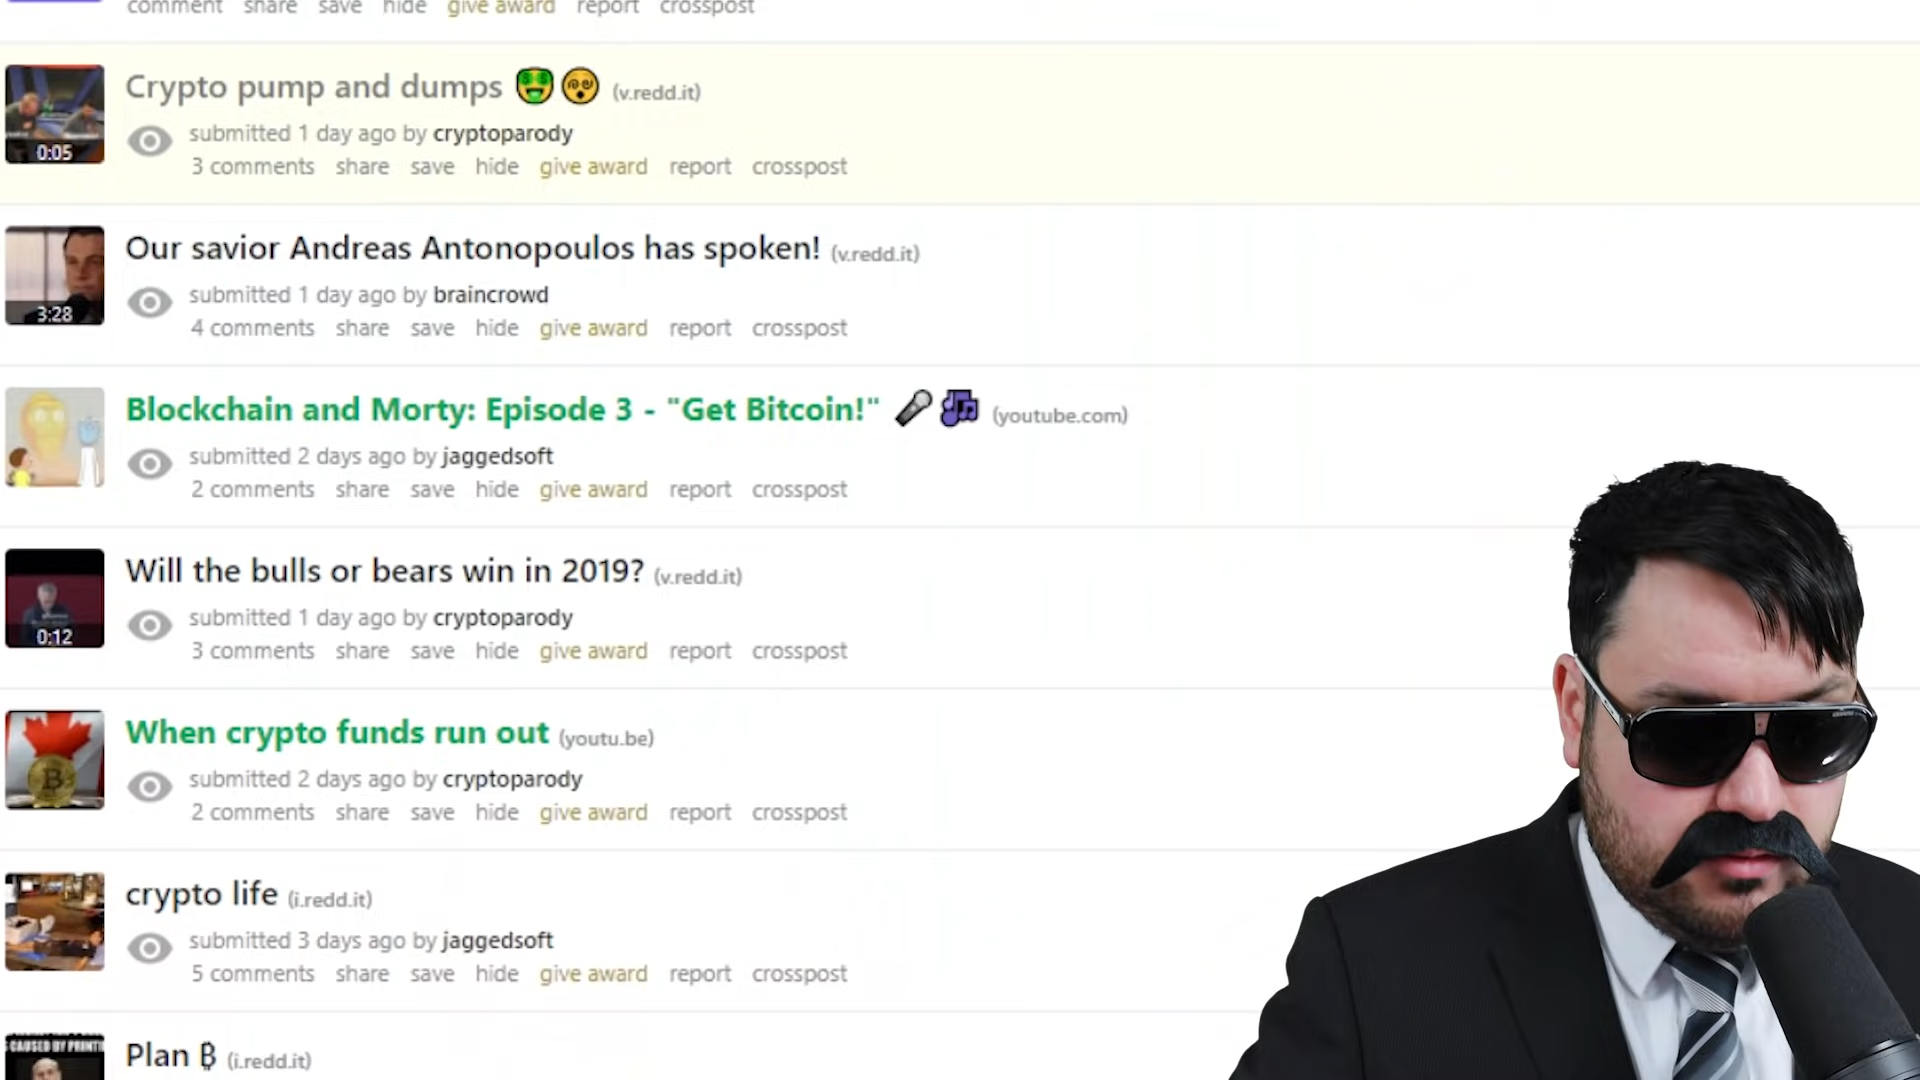 comment share save hide give award report crosspost
Crypto pump and dumps 🤑😵 (v.redd.it)
submitted 1 day ago by cryptoparody
3 comments share save hide give award report crosspost
0:05
Our savior Andreas Antonopoulos has spoken! (v.redd.it)
submitted 1 day ago by braincrowd
4 comments share save hide give award report crosspost
3:28
Blockchain and Morty: Episode 3 - "Get Bitcoin!" 🎤🎶 (youtube.com)
submitted 2 days ago by jaggedsoft
2 comments share save hide give award report crosspost
Will the bulls or bears win in 2019? (v.redd.it)
submitted 1 day ago by cryptoparody
3 comments share save hide give award report crosspost
0:12
When crypto funds run out (youtu.be)
submitted 2 days ago by cryptoparody
2 comments share save hide give award report crosspost
crypto life (i.redd.it)
submitted 3 days ago by jaggedsoft
5 comments share save hide give award report crosspost
CAUSED BY
Plan ₿ (i.redd.it)